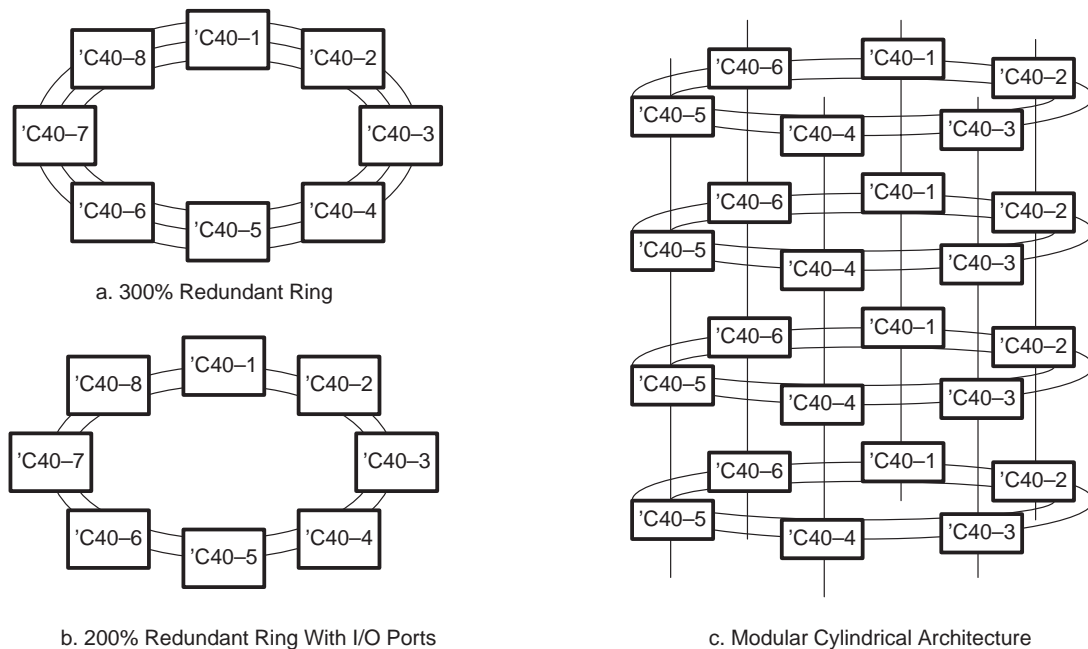 ’C40–1
’C40–8
’C40–2
’C40–7
’C40–3
’C40–6
’C40–4
’C40–5
a. 300% Redundant Ring
’C40–1
’C40–8
’C40–2
’C40–7
’C40–3
’C40–6
’C40–4
’C40–5
b. 200% Redundant Ring With I/O Ports
’C40–1
’C40–6
’C40–2
’C40–5
’C40–4
’C40–3
’C40–1
’C40–6
’C40–2
’C40–5
’C40–4
’C40–3
’C40–1
’C40–6
’C40–2
’C40–5
’C40–4
’C40–3
’C40–1
’C40–6
’C40–2
’C40–5
’C40–4
’C40–3
c. Modular Cylindrical Architecture